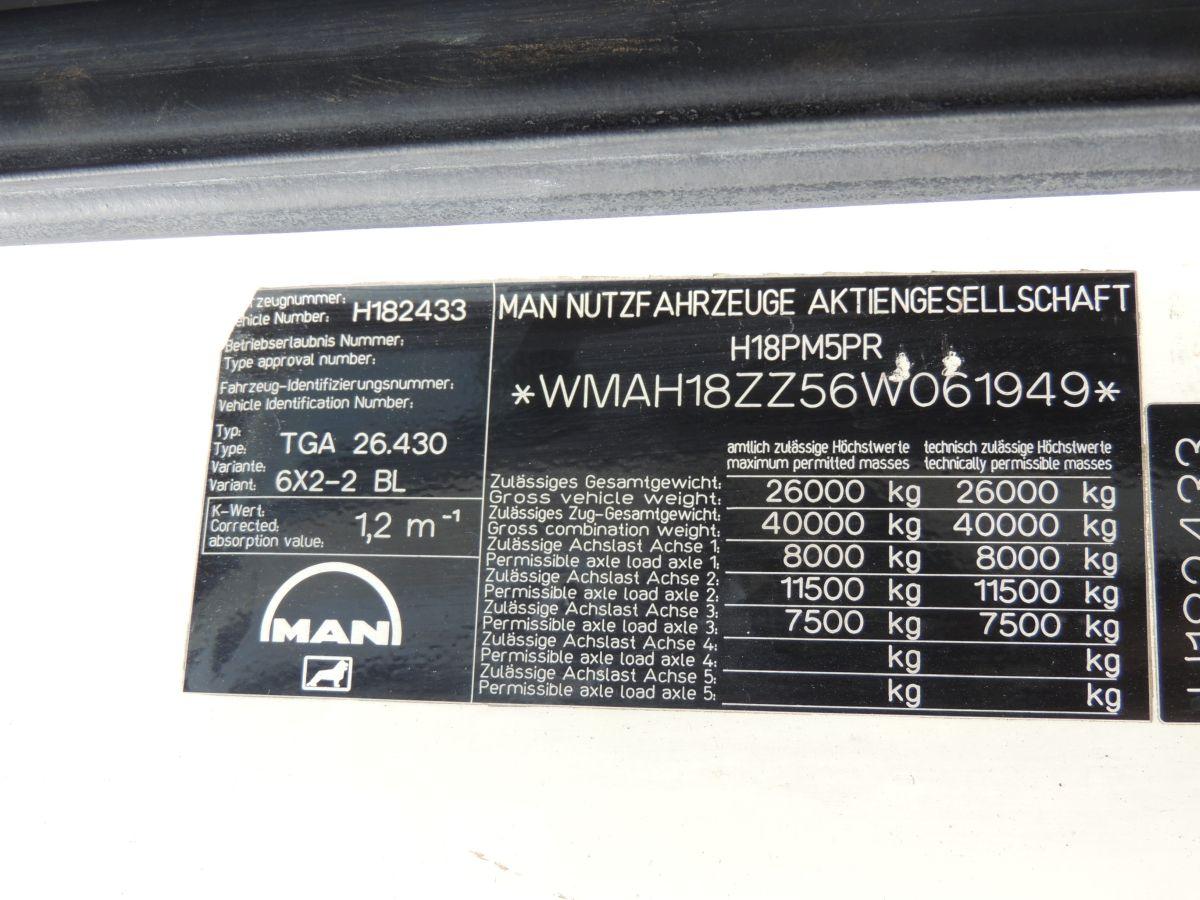 rzeugnummer:
ehicle Number: H182433
Betriebserlaubnis Nummer:
Type approval number:
Fahrzeug-Identifizierungsnummer:
Vehicle Identification Number:
Typ:
Type: TGA 26.430
Variante:
Variant: 6X2-2 BL
K-Wert:
Corrected:
absorption value: 1,2 m⁻¹
MAN
MAN NUTZFAHRZEUGE AKTIENGESELLSCHAFT
H18PM5PR
*WMAH18ZZ56W061949*
amtlich zulässige Höchstwerte technisch zulässige Höchstwerte
maximum permitted masses technically permissible masses
Zulässiges Gesamtgewicht:
Gross vehicle weight: 26000 kg 26000 kg
Zulässiges Zug-Gesamtgewicht:
Gross combination weight: 40000 kg 40000 kg
Zulässige Achslast Achse 1:
Permissible axle load axle 1: 8000 kg 8000 kg
Zulässige Achslast Achse 2:
Permissible axle load axle 2: 11500 kg 11500 kg
Zulässige Achslast Achse 3:
Permissible axle load axle 3: 7500 kg 7500 kg
Zulässige Achslast Achse 4:
Permissible axle load axle 4: kg kg
Zulässige Achslast Achse 5:
Permissible axle load axle 5: kg kg
H182433